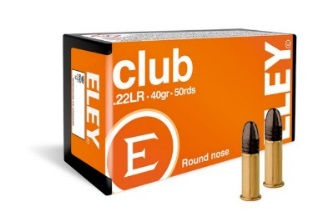 club
.22LR · 40gr · 50rds
E
Round nose
ELEY
ELEY